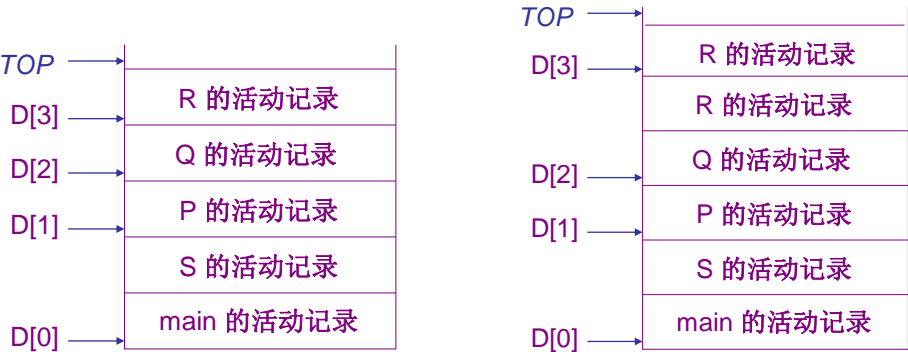 TOP
R 的活动记录
D[3]
Q 的活动记录
D[2]
P 的活动记录
D[1]
S 的活动记录
main 的活动记录
D[0]
TOP
R 的活动记录
D[3]
R 的活动记录
Q 的活动记录
D[2]
P 的活动记录
D[1]
S 的活动记录
main 的活动记录
D[0]